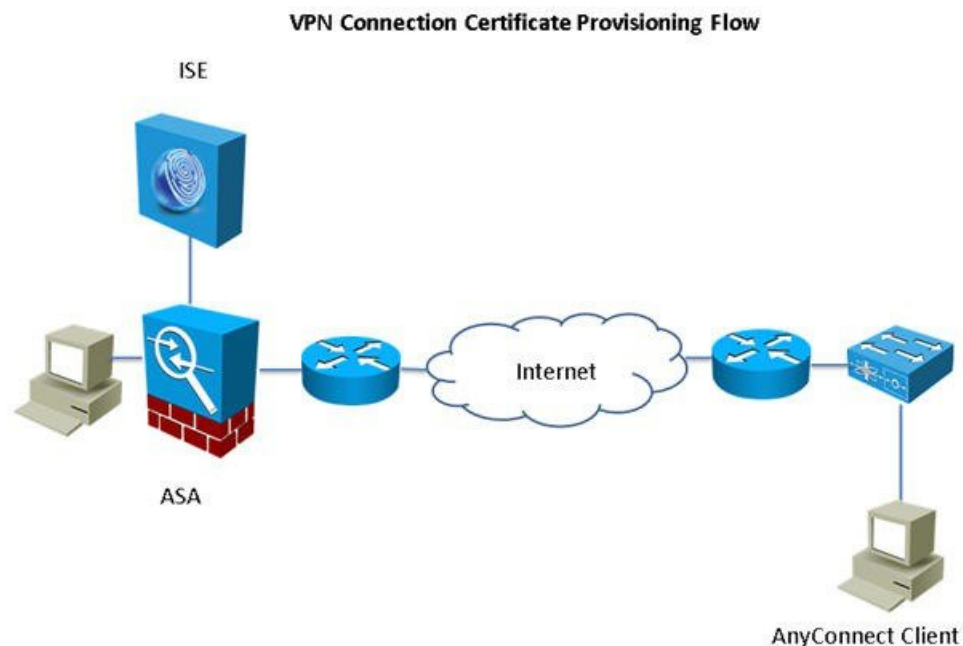 VPN Connection Certificate Provisioning Flow
ISE
Internet
ASA
AnyConnect Client